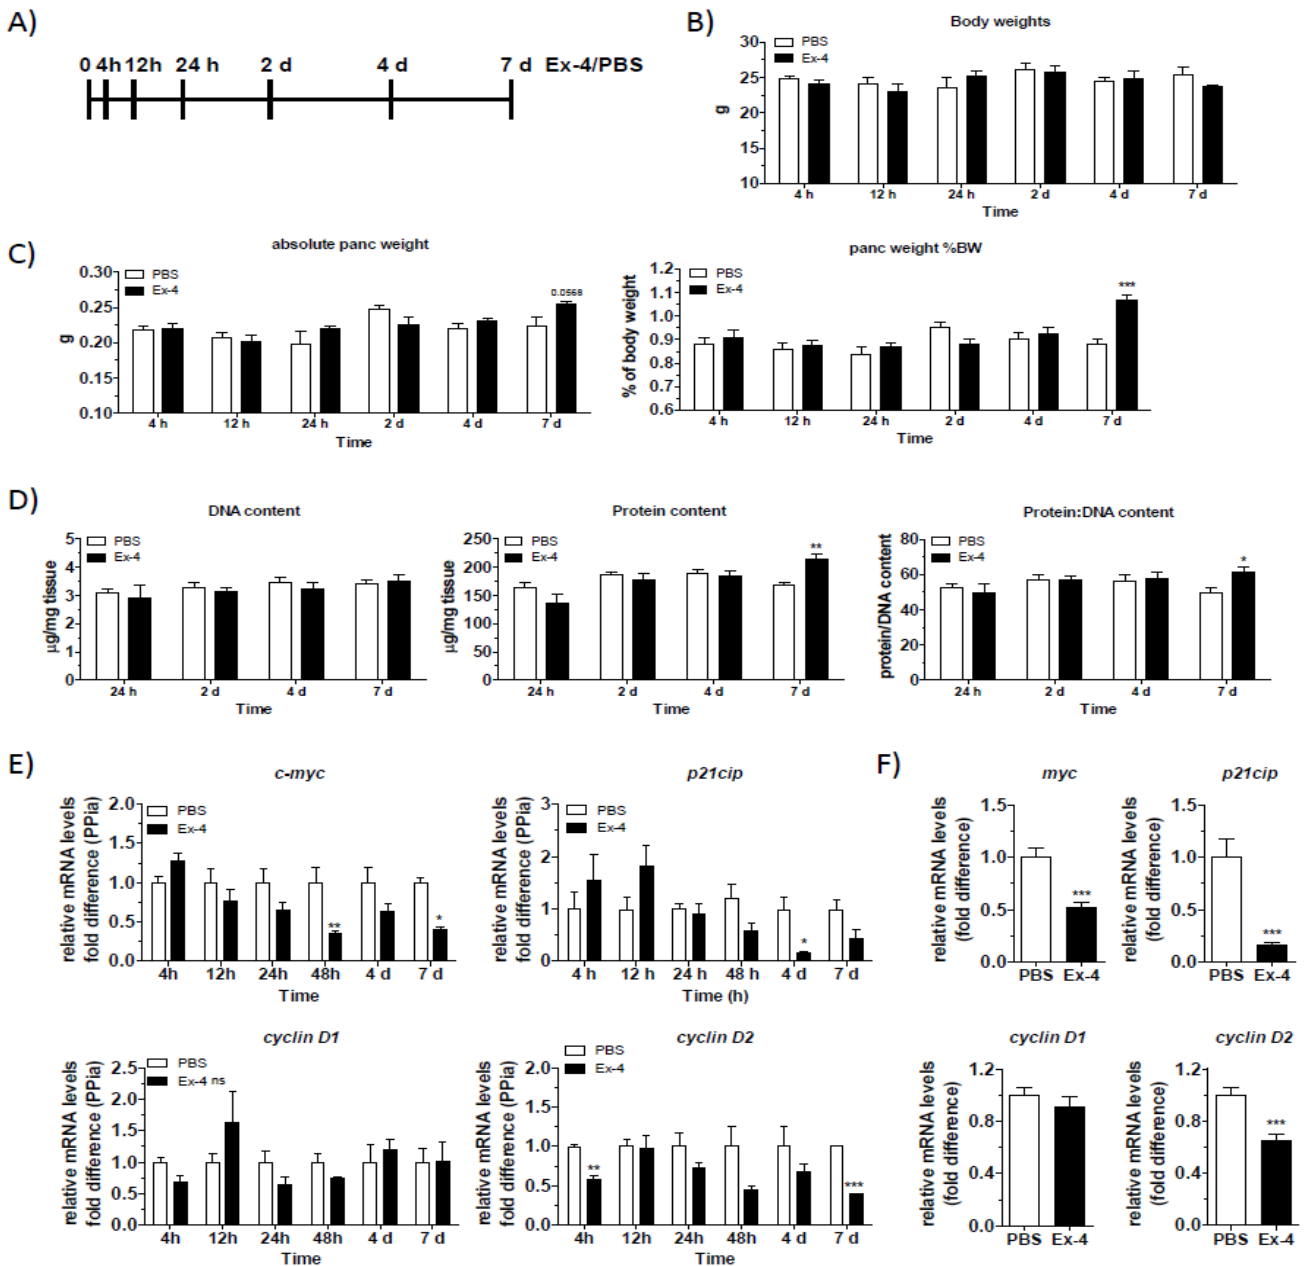 A)
0 4h 12h 24 h 2 d 4 d 7 d Ex-4/PBS
B)
Body weights
PBS
Ex-4
g
30
25
20
15
10
4 h 12 h 24 h 2 d 4 d 7 d
Time
C)
absolute panc weight
PBS
Ex-4
g
0.30
0.25
0.20
0.15
0.10
0.0568
4 h 12 h 24 h 2 d 4 d 7 d
Time
panc weight %BW
PBS
Ex-4
% of body weight
1.2
1.1
1.0
0.9
0.8
0.7
0.6
***
4 h 12 h 24 h 2 d 4 d 7 d
Time
D)
DNA content
PBS
Ex-4
µg/mg tissue
5
4
3
2
1
0
24 h 2 d 4 d 7 d
Time
Protein content
PBS
Ex-4
µg/mg tissue
250
200
150
100
50
0
**
24 h 2 d 4 d 7 d
Time
Protein:DNA content
PBS
Ex-4
protein/DNA content
80
60
40
20
0
*
24 h 2 d 4 d 7 d
Time
E)
c-myc
PBS
Ex-4
relative mRNA levels
fold difference (PPia)
2.0
1.5
1.0
0.5
0.0
**
*
4h 12h 24h 48h 4 d 7 d
Time
p21cip
PBS
Ex-4
relative mRNA levels
fold difference (PPia)
3
2
1
0
*
4 h 12 h 24 h 48 h 4 d 7 d
Time (h)
cyclin D1
PBS
Ex-4 ns
relative mRNA levels
fold difference (PPia)
2.5
2.0
1.5
1.0
0.5
0.0
4h 12h 24h 48h 4 d 7 d
Time
cyclin D2
PBS
Ex-4
relative mRNA levels
fold difference (PPia)
2.0
1.5
1.0
0.5
0.0
**
***
4h 12h 24h 48h 4 d 7 d
Time
F)
myc
relative mRNA levels
(fold difference)
1.5
1.0
0.5
0.0
***
PBS Ex-4
p21cip
relative mRNA levels
(fold difference)
1.5
1.0
0.5
0.0
***
PBS Ex-4
cyclin D1
relative mRNA levels
(fold difference)
1.2
0.8
0.4
0.0
PBS Ex-4
cyclin D2
relative mRNA levels
(fold difference)
1.2
0.8
0.4
0.0
***
PBS Ex-4